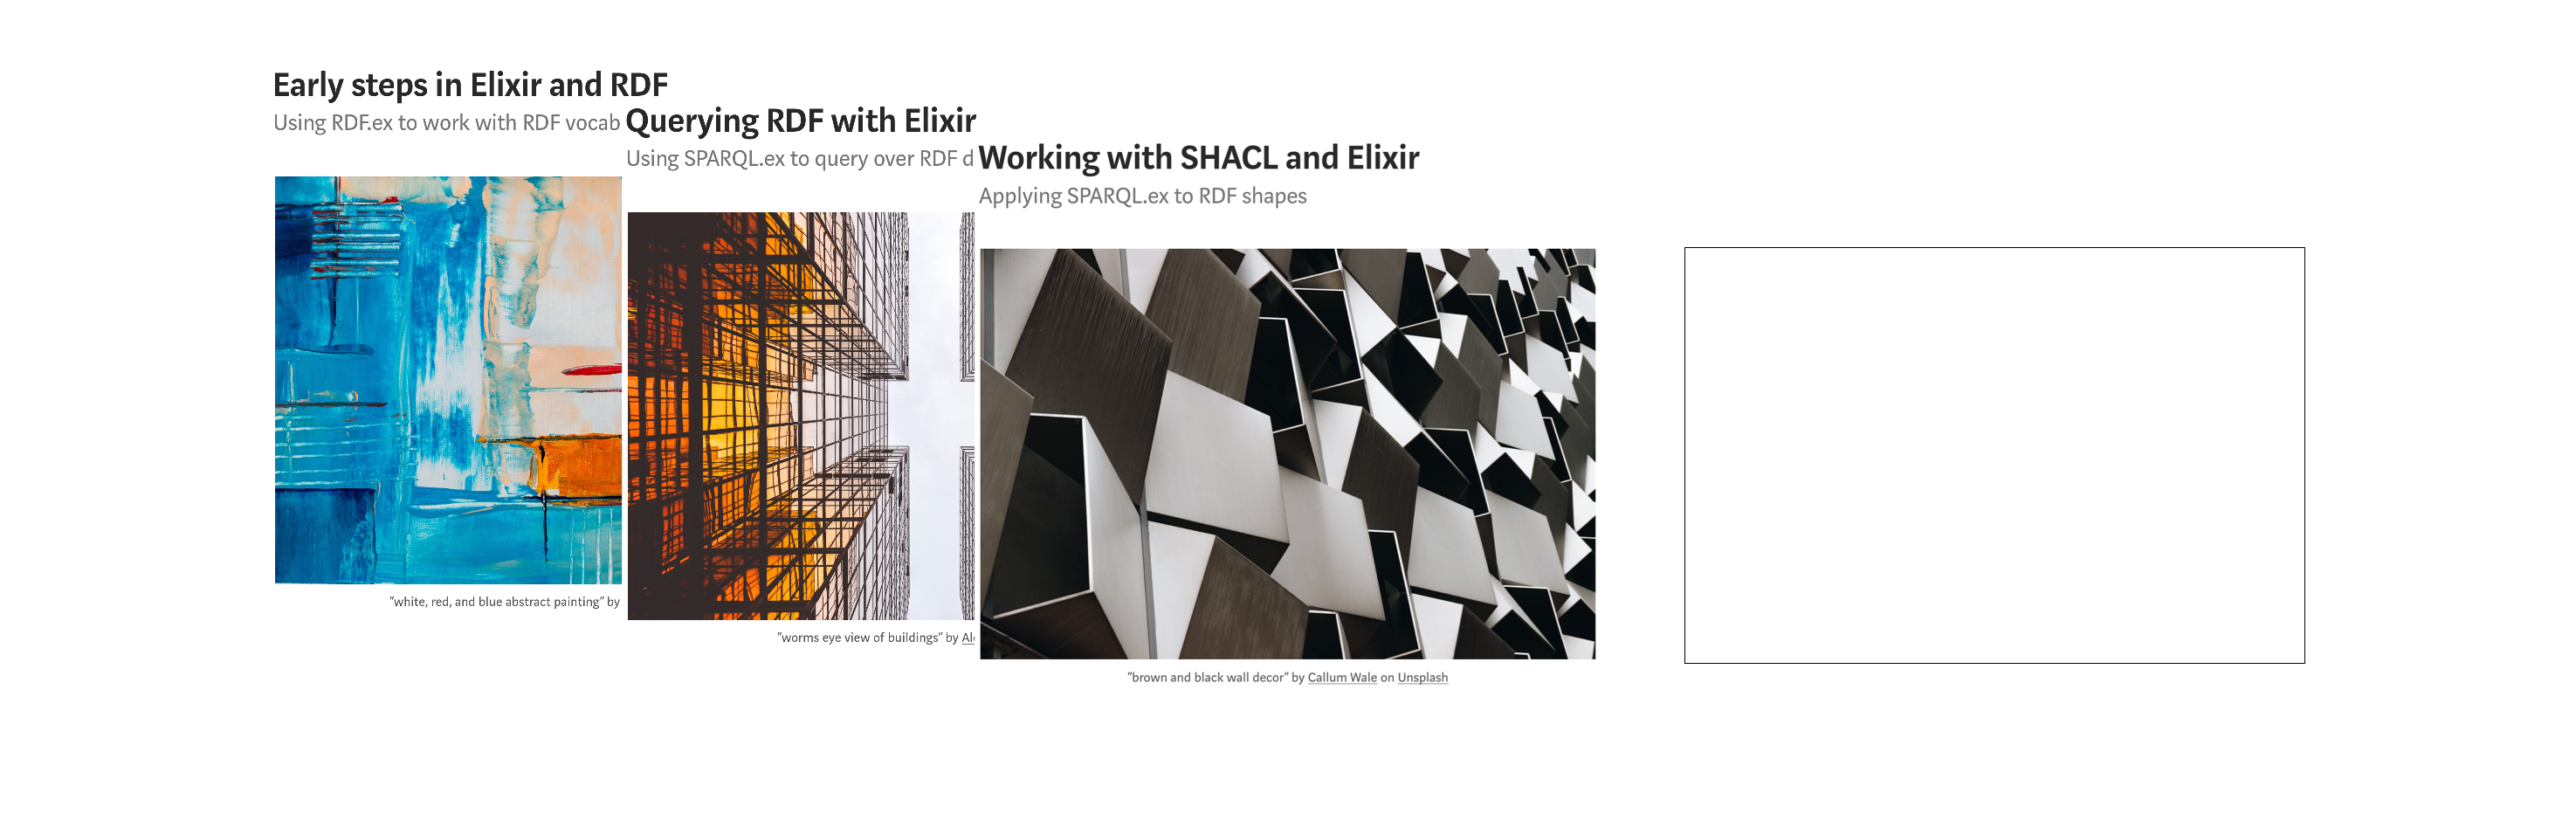 Early steps in Elixir and RDF
Using RDF.ex to work with RDF vocab
Querying RDF with Elixir
Using SPARQL.ex to query over RDF d
Working with SHACL and Elixir
Applying SPARQL.ex to RDF shapes
"white, red, and blue abstract painting" by
"worms eye view of buildings" by Al
"brown and black wall decor" by Callum Wale on Unsplash